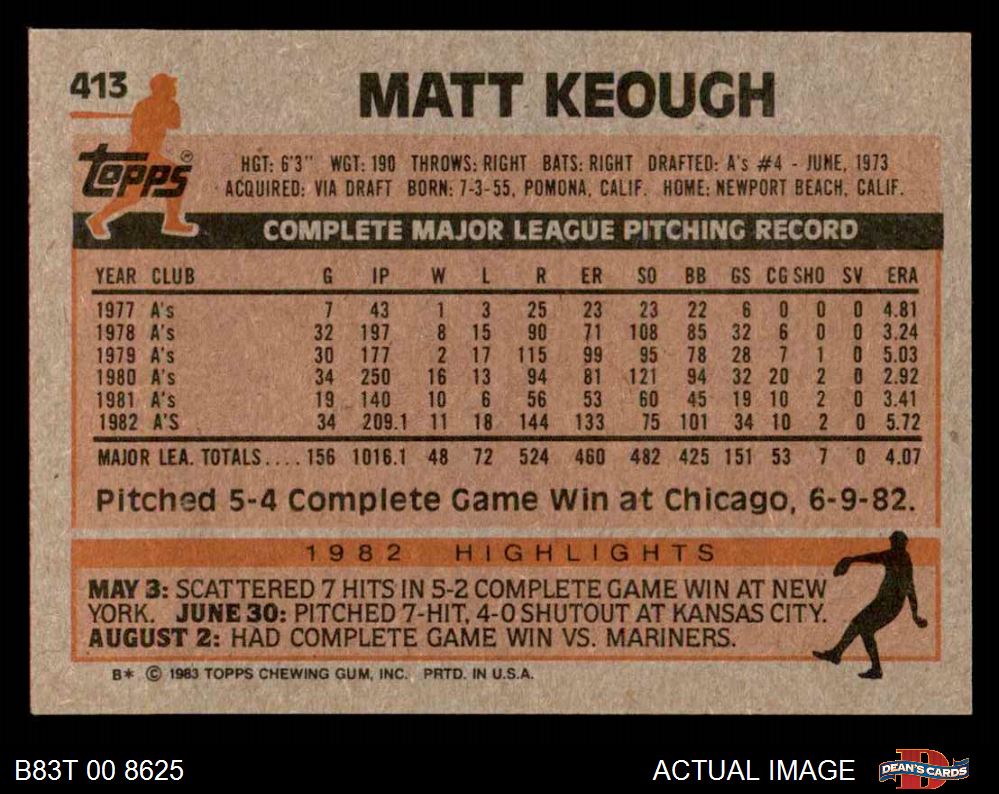 413
MATT KEOUGH
Topps®
HGT: 6'3" WGT: 190 THROWS: RIGHT BATS: RIGHT DRAFTED: A's #4 - JUNE, 1973
ACQUIRED: VIA DRAFT BORN: 7-3-55, POMONA, CALIF. HOME: NEWPORT BEACH, CALIF.
COMPLETE MAJOR LEAGUE PITCHING RECORD
YEAR CLUB G IP W L R ER SO BB GS CG SHO SV ERA
1977 A's 7 43 1 3 25 23 23 22 6 0 0 0 4.81
1978 A's 32 197 8 15 90 71 108 85 32 6 0 0 3.24
1979 A's 30 177 2 17 115 99 95 78 28 7 1 0 5.03
1980 A's 34 250 16 13 94 81 121 94 32 20 2 0 2.92
1981 A's 19 140 10 6 56 53 60 45 19 10 2 0 3.41
1982 A'S 34 209.1 11 18 144 133 75 101 34 10 2 0 5.72
MAJOR LEA. TOTALS.... 156 1016.1 48 72 524 460 482 425 151 53 7 0 4.07
Pitched 5-4 Complete Game Win at Chicago, 6-9-82.
1982 HIGHLIGHTS
MAY 3: SCATTERED 7 HITS IN 5-2 COMPLETE GAME WIN AT NEW
YORK. JUNE 30: PITCHED 7-HIT, 4-0 SHUTOUT AT KANSAS CITY.
AUGUST 2: HAD COMPLETE GAME WIN VS. MARINERS.
B* © 1983 TOPPS CHEWING GUM, INC. PRTD. IN U.S.A.
B83T 00 8625 ACTUAL IMAGE D DEAN'S CARDS